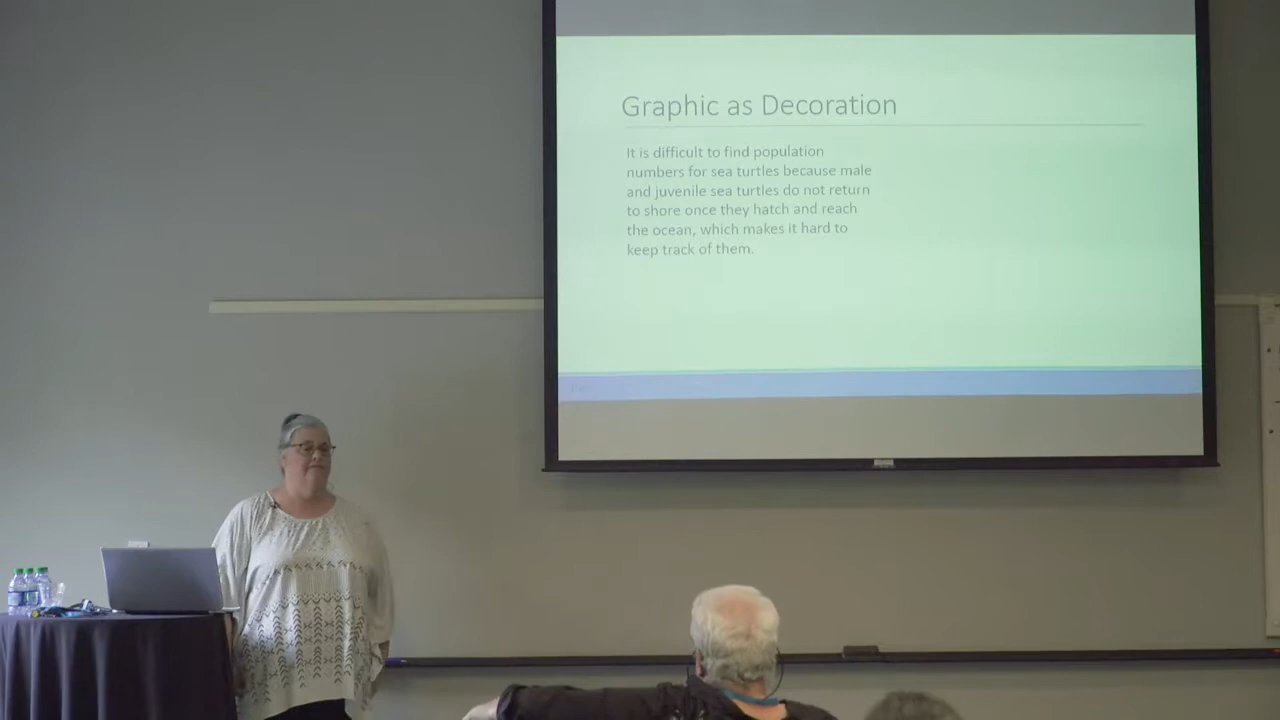 Graphic as Decoration
It is difficult to find population
numbers for sea turtles because male
and juvenile sea turtles do not return
to shore once they hatch and reach
the ocean, which makes it hard to
keep track of them.